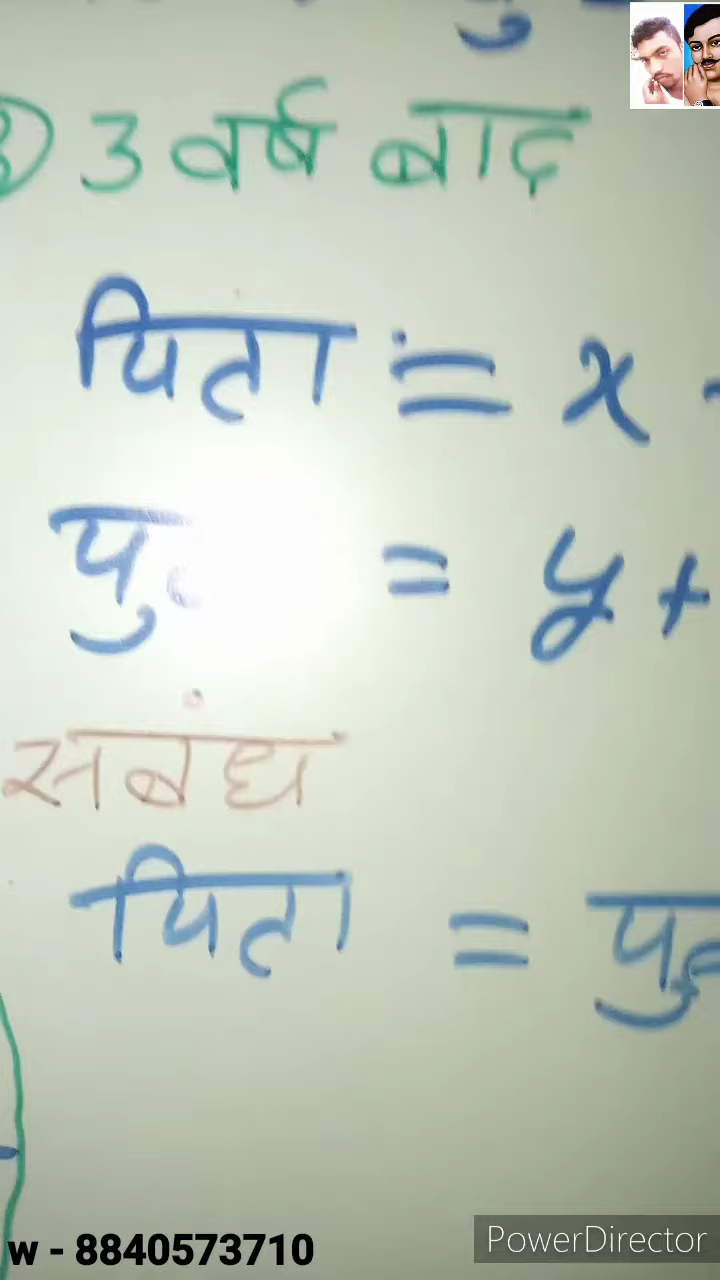 3 वर्ष बाद
पिता = x
= y +
सबंध
पिता = पुत्र
w - 8840573710
PowerDirector